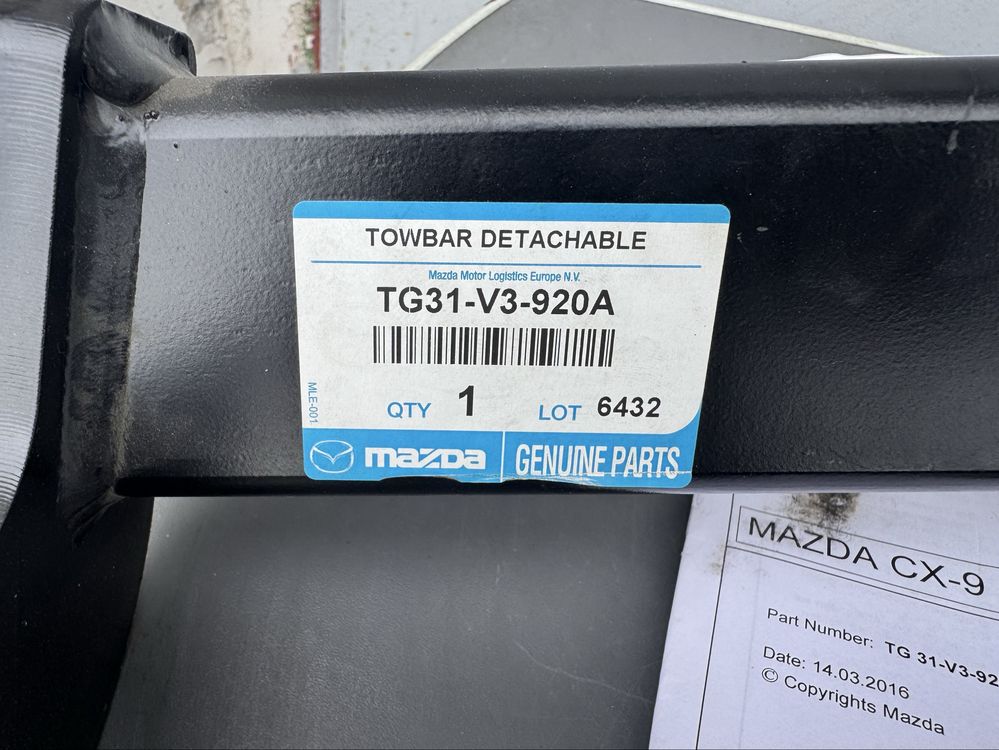 TOWBAR DETACHABLE
Mazda Motor Logistics Europe N.V.
TG31-V3-920A
MLE-001
QTY 1 LOT 6432
mazda GENUINE PARTS
MAZDA CX-9
Part Number: TG 31-V3-92
Date: 14.03.2016
© Copyrights Mazda